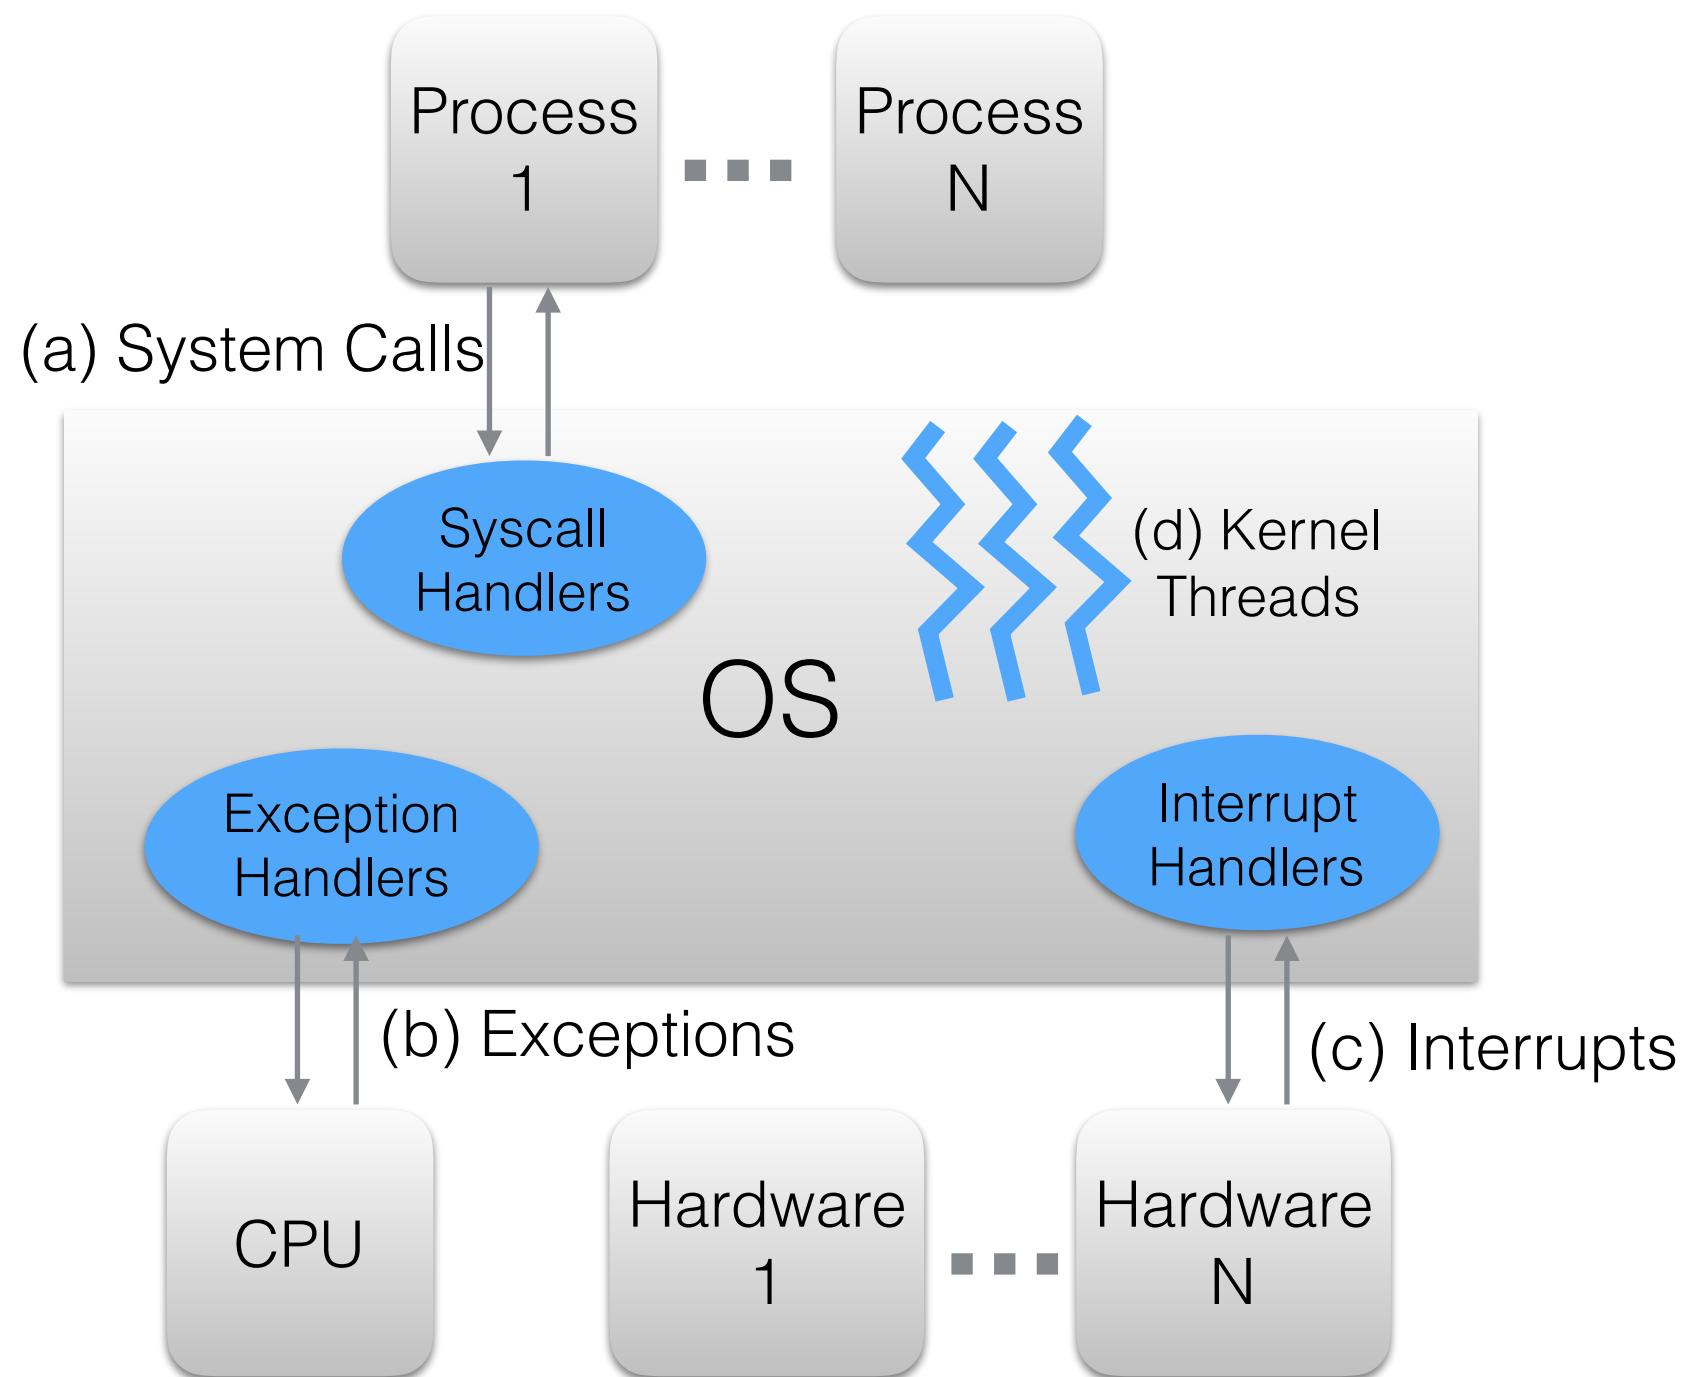 Process
1
Process
N
(a) System Calls
Syscall
Handlers
(d) Kernel
Threads
OS
Exception
Handlers
Interrupt
Handlers
(b) Exceptions
(c) Interrupts
CPU
Hardware
1
Hardware
N